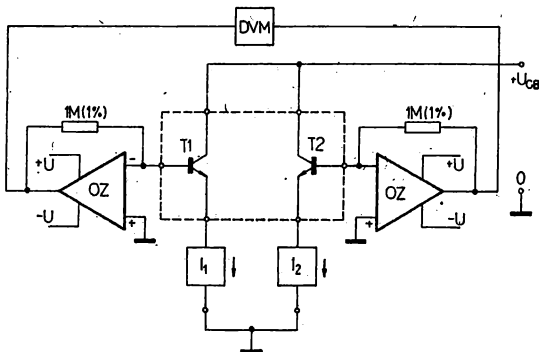 DVM
+U_CB
1M(1%)
1M(1%)
T1
T2
+U
-
+U
OZ
OZ
0
-U
+
+
-U
I₁
I₂